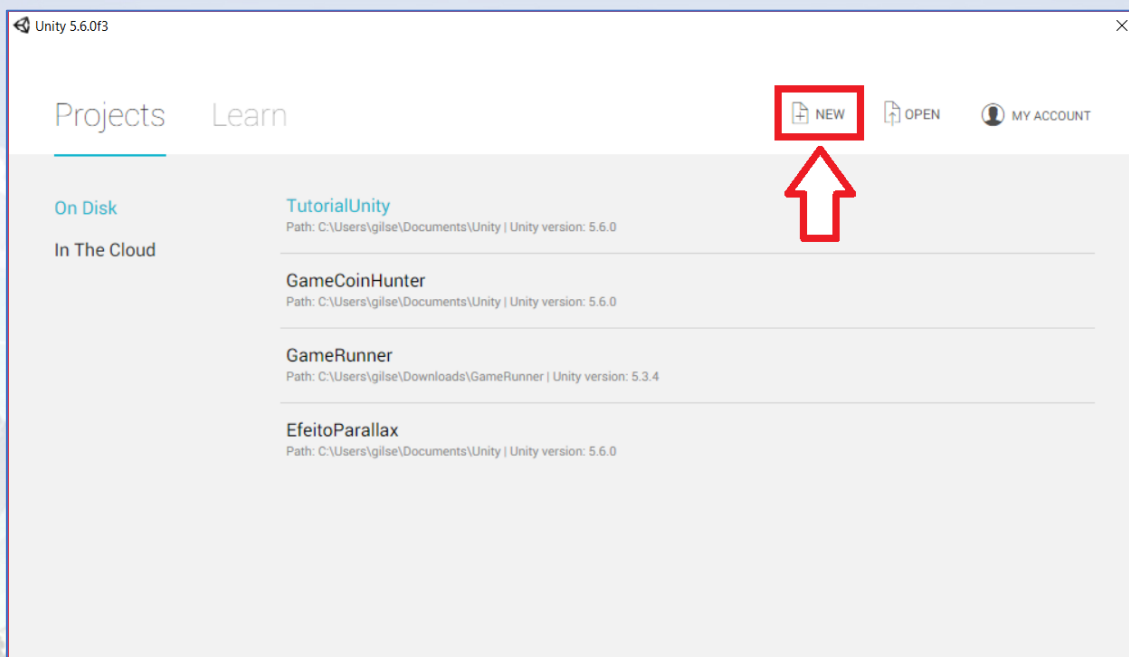 Unity 5.6.0f3
Projects Learn NEW OPEN MY ACCOUNT
On Disk
In The Cloud
TutorialUnity
Path: C:\Users\gilse\Documents\Unity | Unity version: 5.6.0
GameCoinHunter
Path: C:\Users\gilse\Documents\Unity | Unity version: 5.6.0
GameRunner
Path: C:\Users\gilse\Downloads\GameRunner | Unity version: 5.3.4
EfeitoParallax
Path: C:\Users\gilse\Documents\Unity | Unity version: 5.6.0